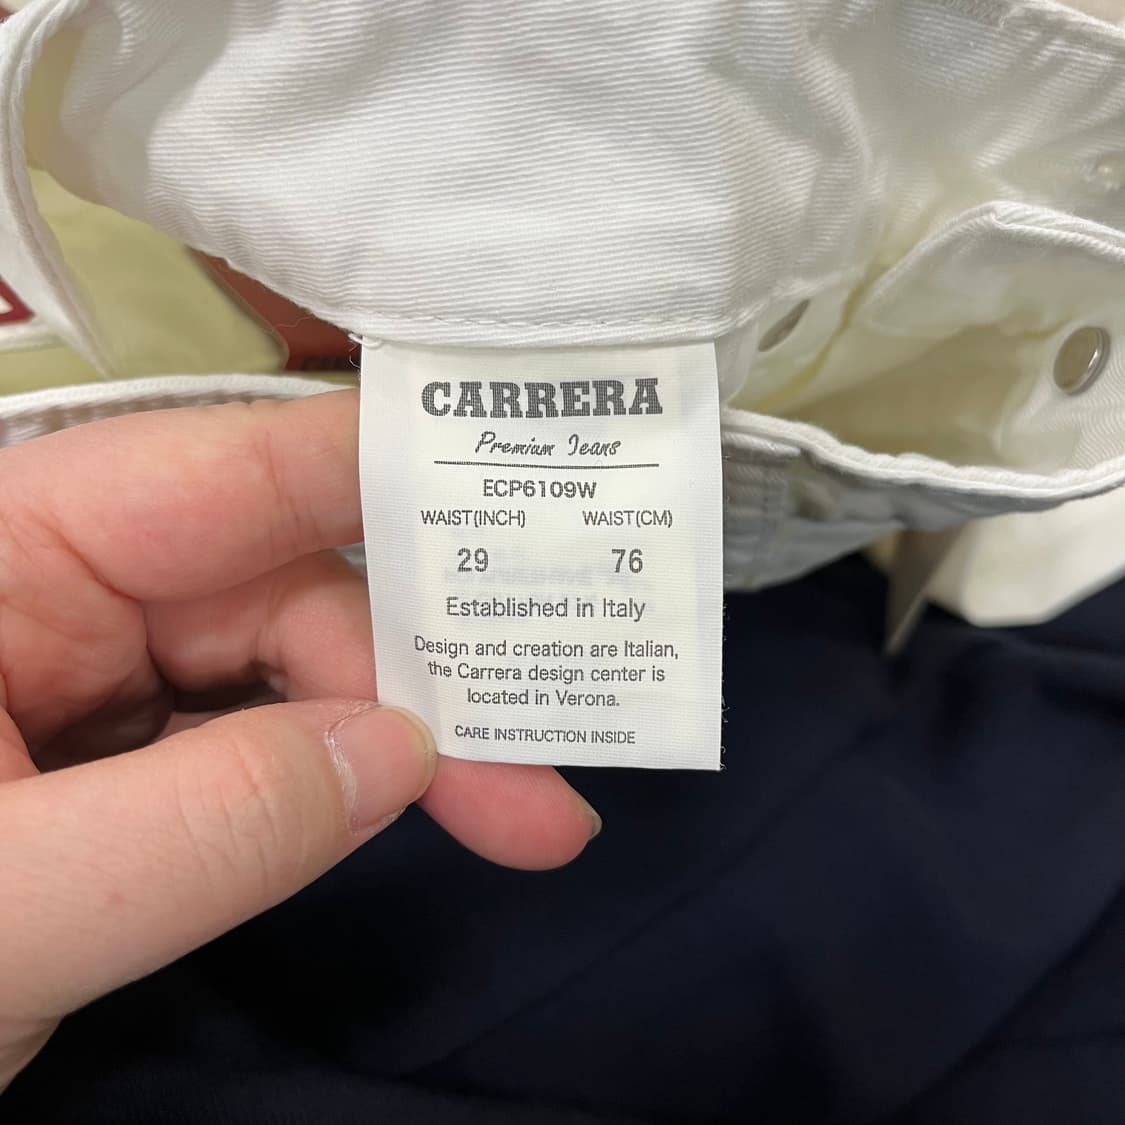 CARRERA
Premium Jeans
ECP6109W
WAIST(INCH) WAIST(CM)
29 76
Established in Italy
Design and creation are Italian,
the Carrera design center is
located in Verona.
CARE INSTRUCTION INSIDE